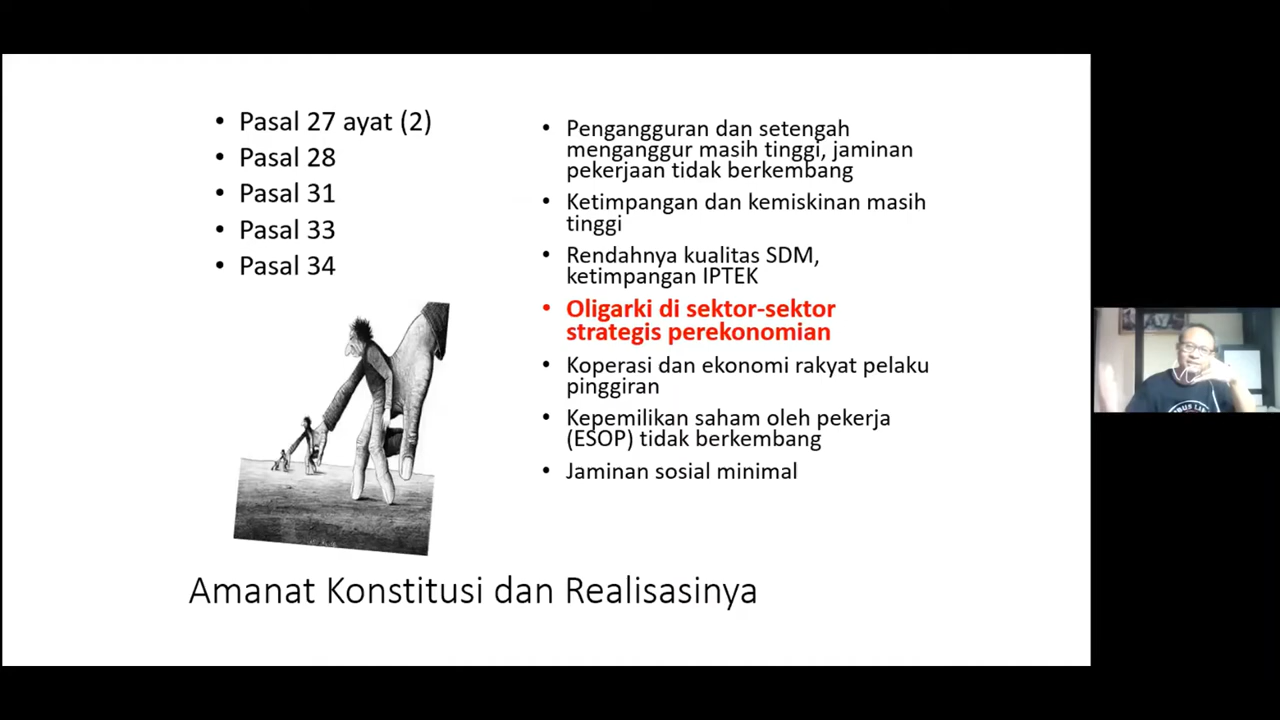 • Pasal 27 ayat (2)
• Pasal 28
• Pasal 31
• Pasal 33
• Pasal 34
• Pengangguran dan setengah
menganggur masih tinggi, jaminan
pekerjaan tidak berkembang
• Ketimpangan dan kemiskinan masih
tinggi
• Rendahnya kualitas SDM,
ketimpangan IPTEK
• Oligarki di sektor-sektor
strategis perekonomian
• Koperasi dan ekonomi rakyat pelaku
pinggiran
• Kepemilikan saham oleh pekerja
(ESOP) tidak berkembang
• Jaminan sosial minimal
Amanat Konstitusi dan Realisasinya